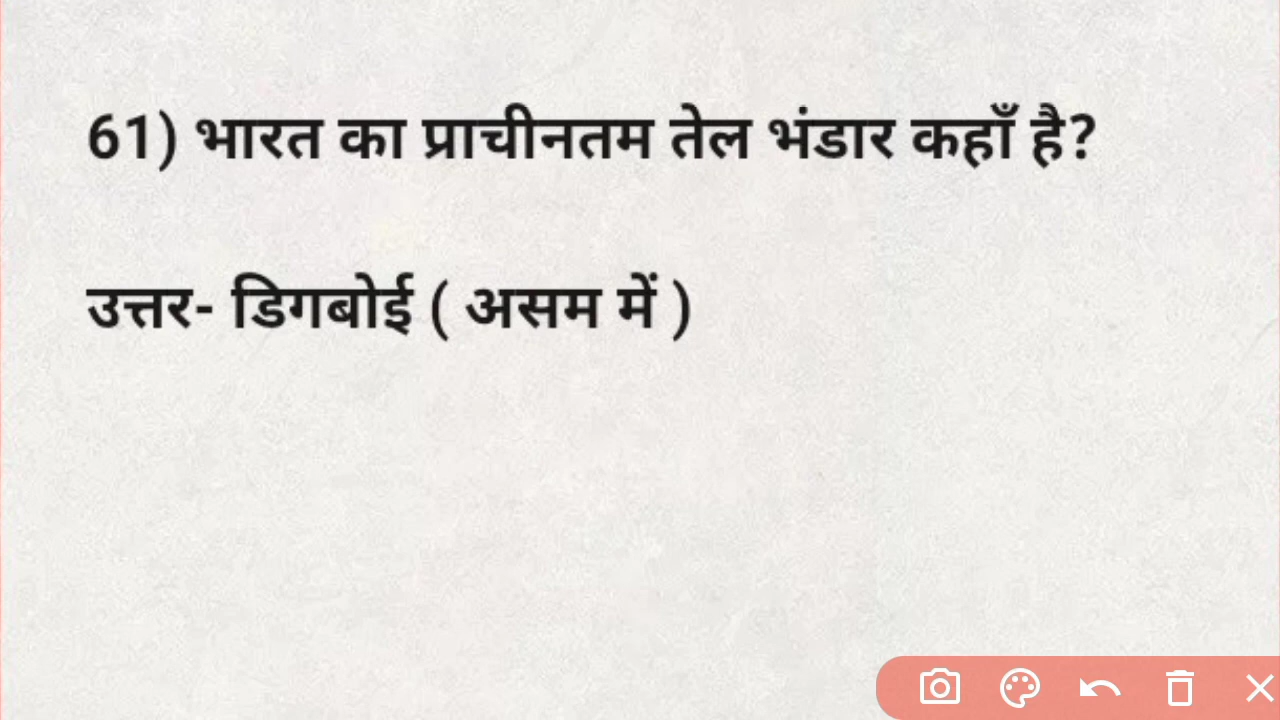 61) भारत का प्राचीनतम तेल भंडार कहाँ है?
उत्तर- डिगबोई ( असम में )